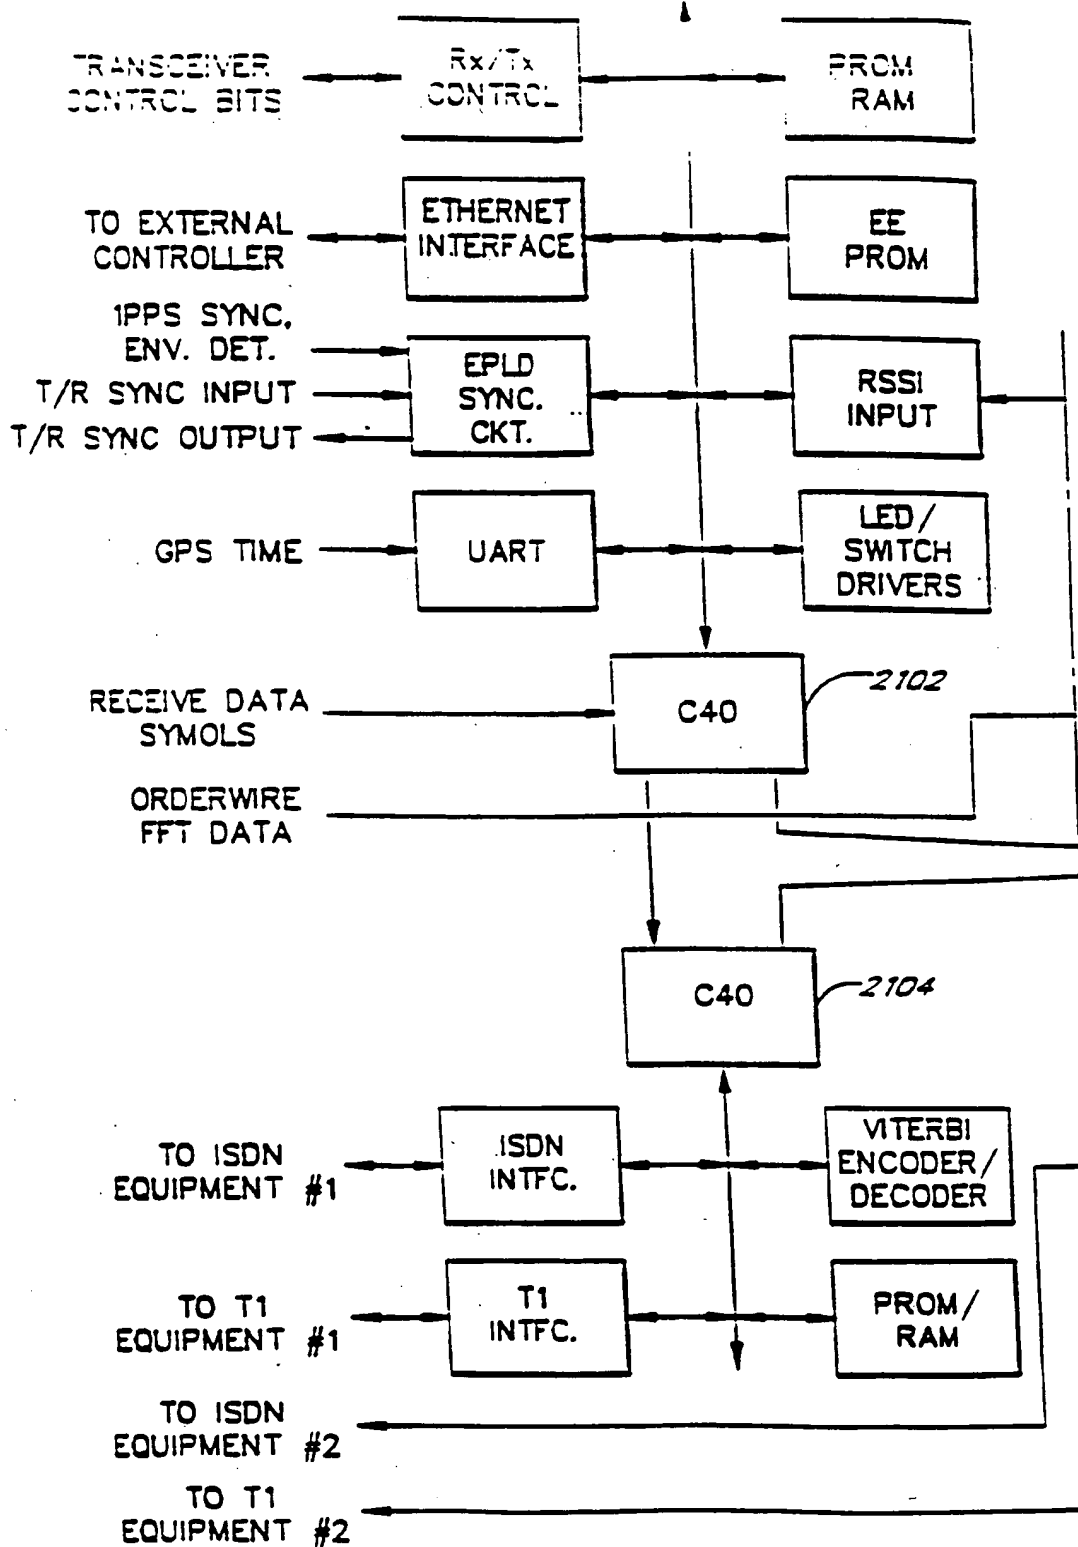 TRANSCEIVER
CONTROL BITS
Rx/Tx
CONTROL
PROM
RAM
TO EXTERNAL
CONTROLLER
ETHERNET
INTERFACE
EE
PROM
1PPS SYNC,
ENV. DET.
T/R SYNC INPUT
T/R SYNC OUTPUT
EPLD
SYNC.
CKT.
RSSI
INPUT
GPS TIME
UART
LED/
SWITCH
DRIVERS
RECEIVE DATA
SYMOLS
C40
2102
ORDERWIRE
FFT DATA
C40
2104
TO ISDN
EQUIPMENT #1
ISDN
INTFC.
VITERBI
ENCODER/
DECODER
TO T1
EQUIPMENT #1
T1
INTFC.
PROM/
RAM
TO ISDN
EQUIPMENT #2
TO T1
EQUIPMENT #2